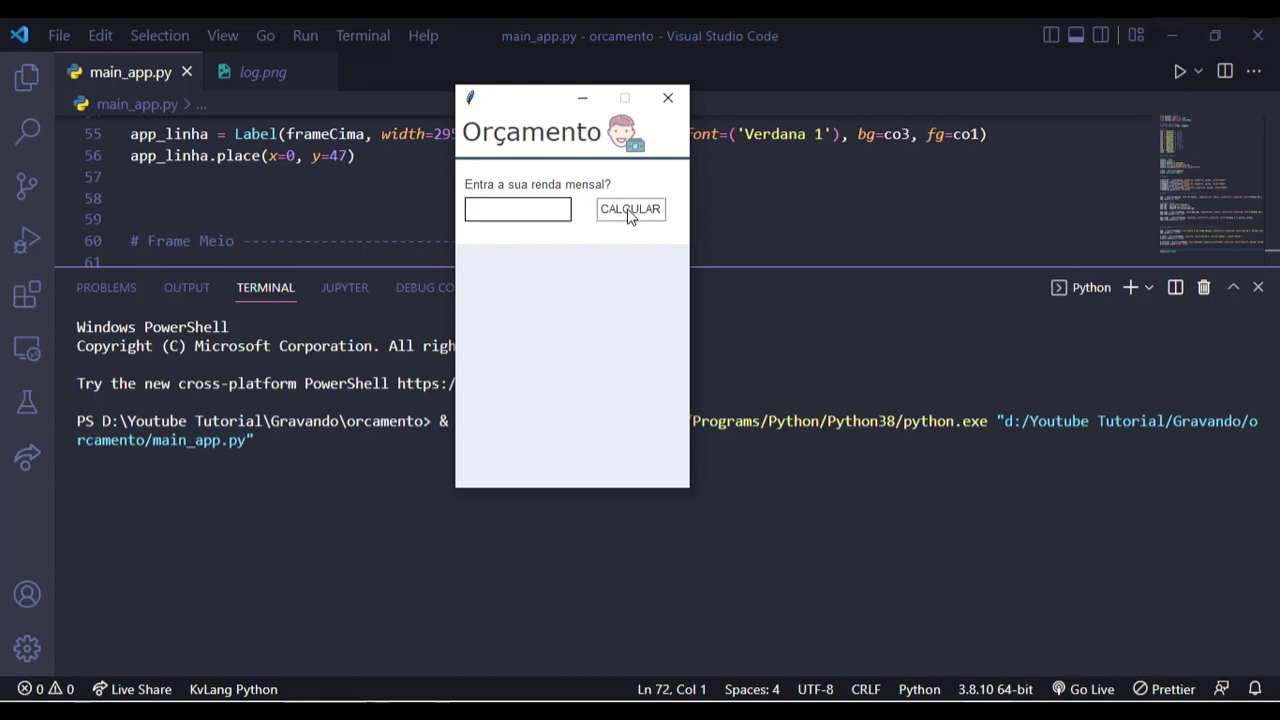 File Edit Selection View Go Run Terminal Help main_app.py - orcamento - Visual Studio Code
main_app.py log.png
main_app.py > ...
Orçamento
55 app_linha = Label(frameCima, width=295 font=('Verdana 1'), bg=co3, fg=co1)
56 app_linha.place(x=0, y=47)
57
58
59
60 # Frame Meio ------------------------
61
Entra a sua renda mensal?
CALCULAR
PROBLEMS OUTPUT TERMINAL JUPYTER DEBUG CO Python
Windows PowerShell
Copyright (C) Microsoft Corporation. All righ
Try the new cross-platform PowerShell https:/
PS D:\Youtube Tutorial\Gravando\orcamento> & /Programs/Python/Python38/python.exe "d:/Youtube Tutorial/Gravando/o
rcamento/main_app.py"
0 0 Live Share KvLang Python Ln 72, Col 1 Spaces: 4 UTF-8 CRLF Python 3.8.10 64-bit Go Live Prettier